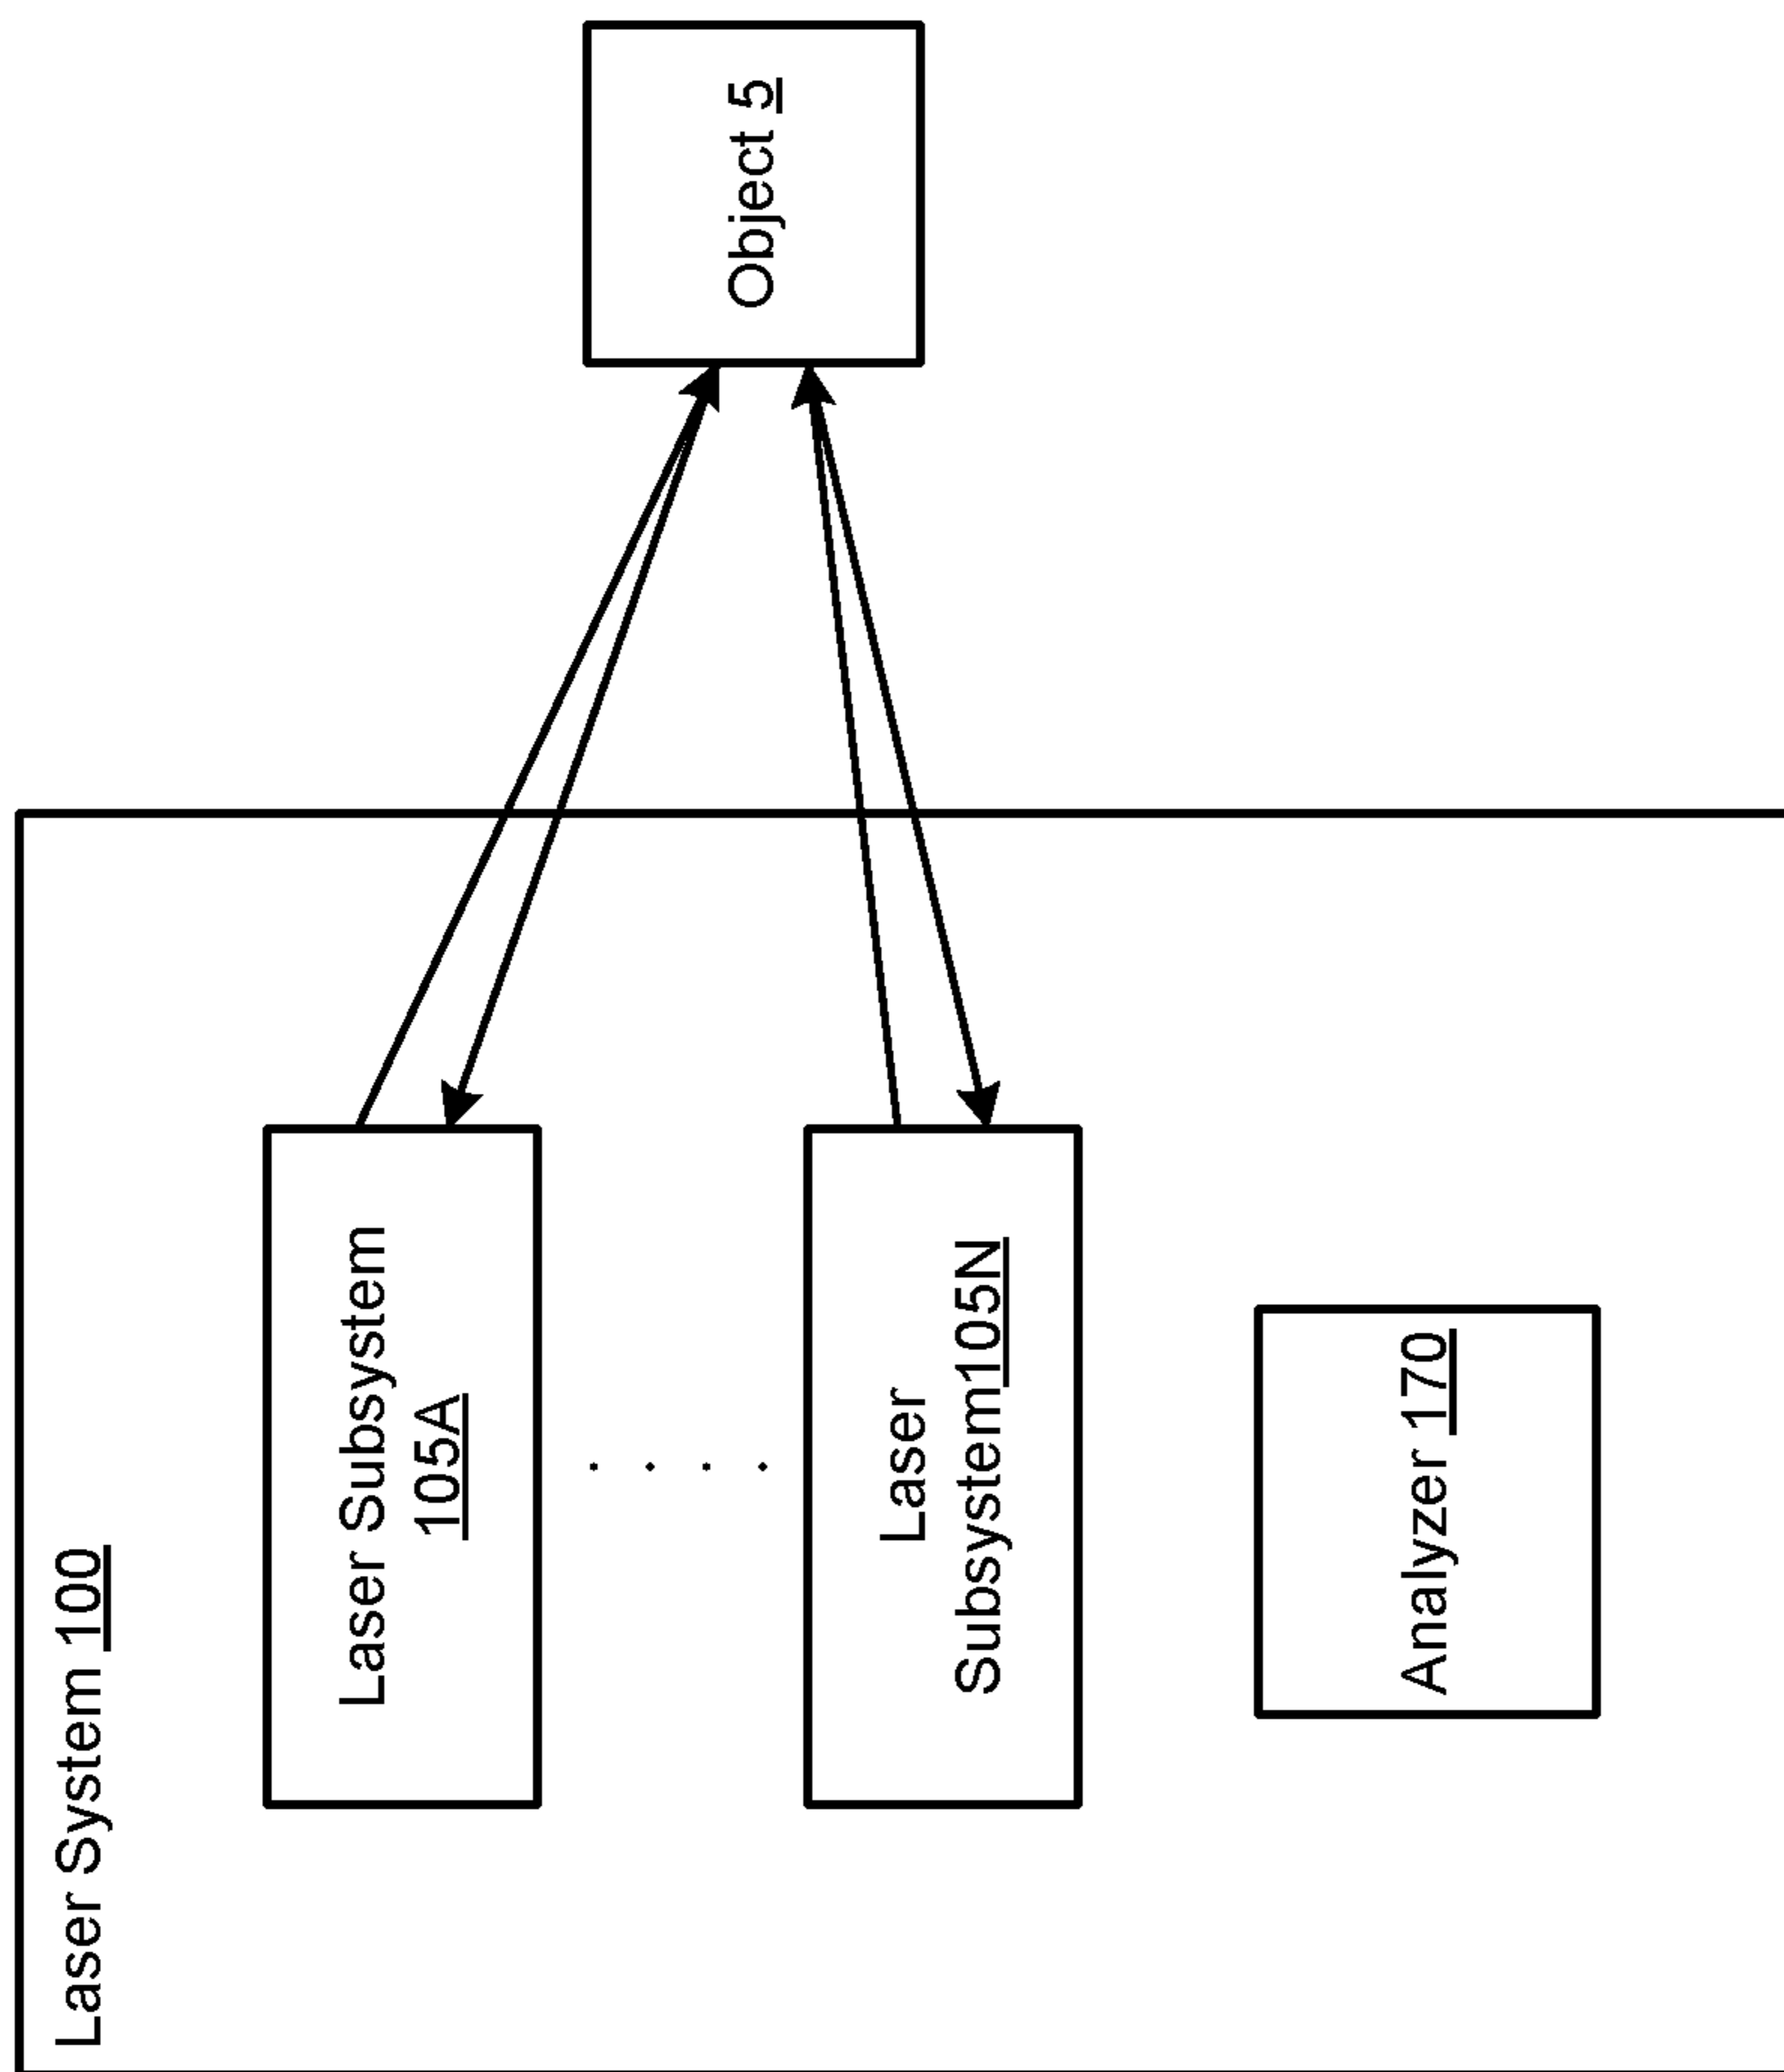 Laser System 100
Laser Subsystem
105A
Laser
Subsystem105N
Analyzer 170
Object 5